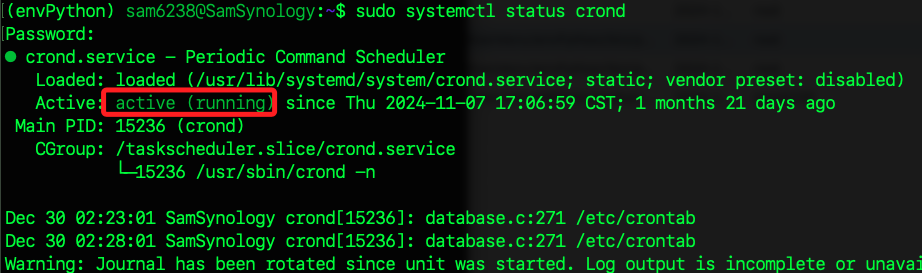 (envPython) sam6238@SamSynology:~$ sudo systemctl status crond
Password:
● crond.service – Periodic Command Scheduler
Loaded: loaded (/usr/lib/systemd/system/crond.service; static; vendor preset: disabled)
Active: active (running) since Thu 2024-11-07 17:06:59 CST; 1 months 21 days ago
Main PID: 15236 (crond)
CGroup: /taskscheduler.slice/crond.service
└─15236 /usr/sbin/crond -n
Dec 30 02:23:01 SamSynology crond[15236]: database.c:271 /etc/crontab
Dec 30 02:28:01 SamSynology crond[15236]: database.c:271 /etc/crontab
Warning: Journal has been rotated since unit was started. Log output is incomplete or unava